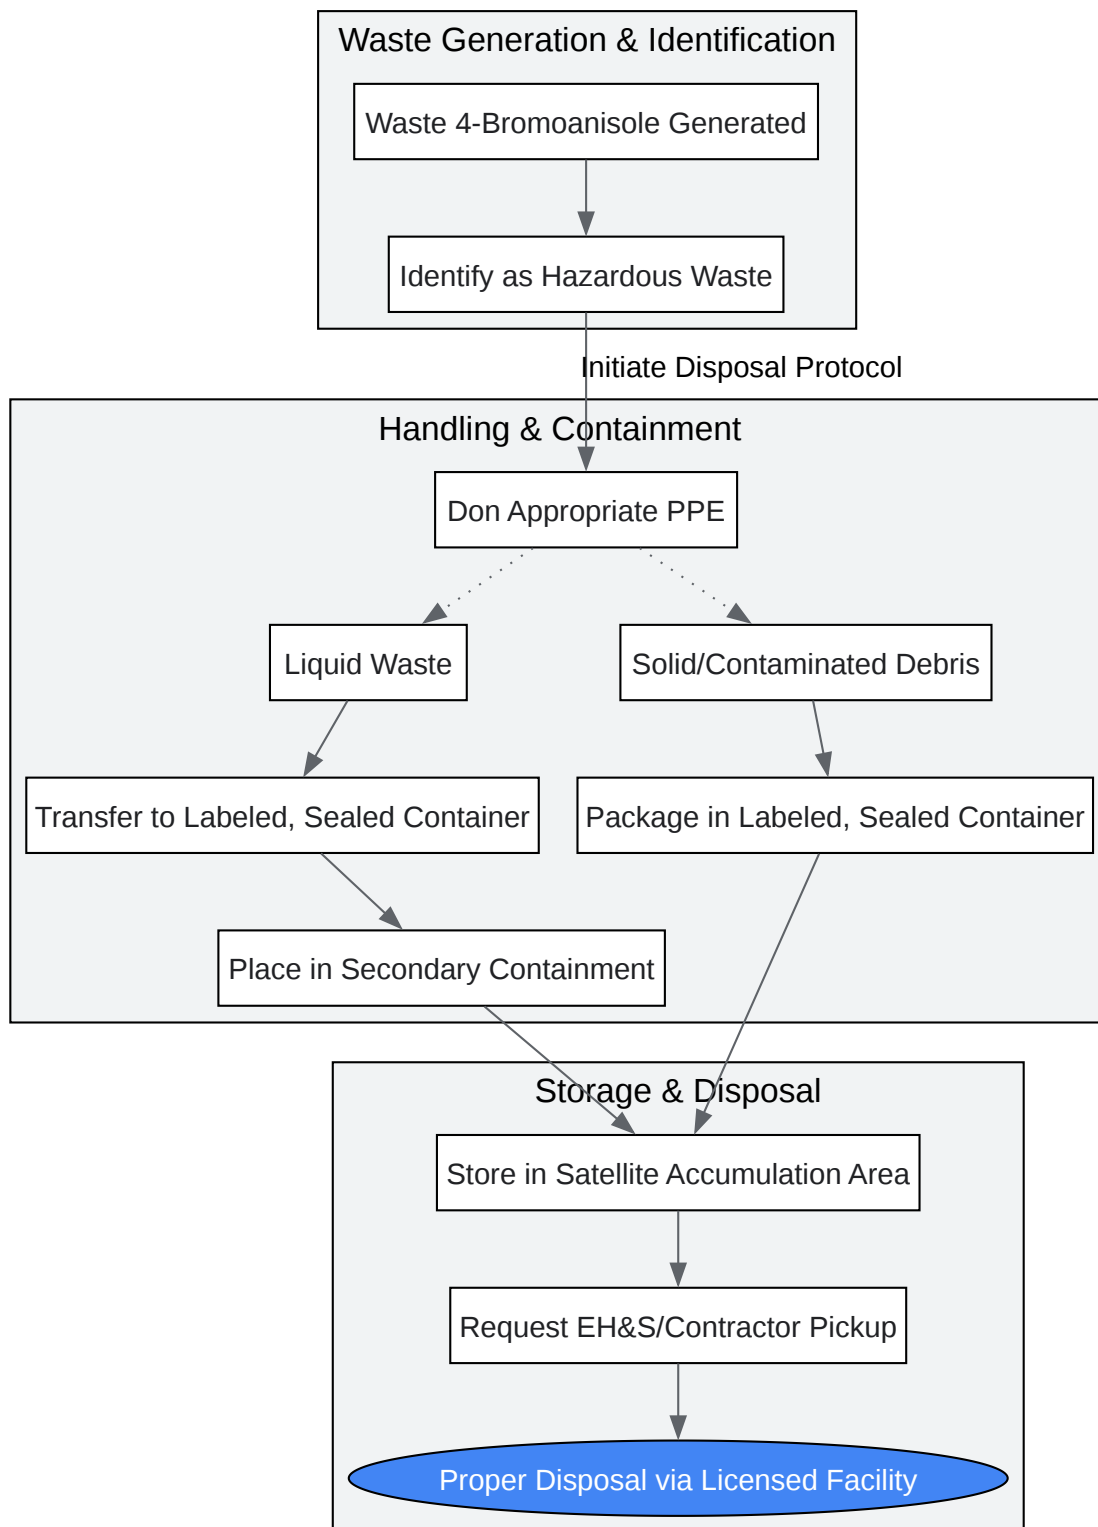 Waste Generation & Identification
Waste 4-Bromoanisole Generated
Identify as Hazardous Waste
Initiate Disposal Protocol
Handling & Containment
Don Appropriate PPE
Liquid Waste
Solid/Contaminated Debris
Transfer to Labeled, Sealed Container
Package in Labeled, Sealed Container
Place in Secondary Containment
Storage & Disposal
Store in Satellite Accumulation Area
Request EH&S/Contractor Pickup
Proper Disposal via Licensed Facility